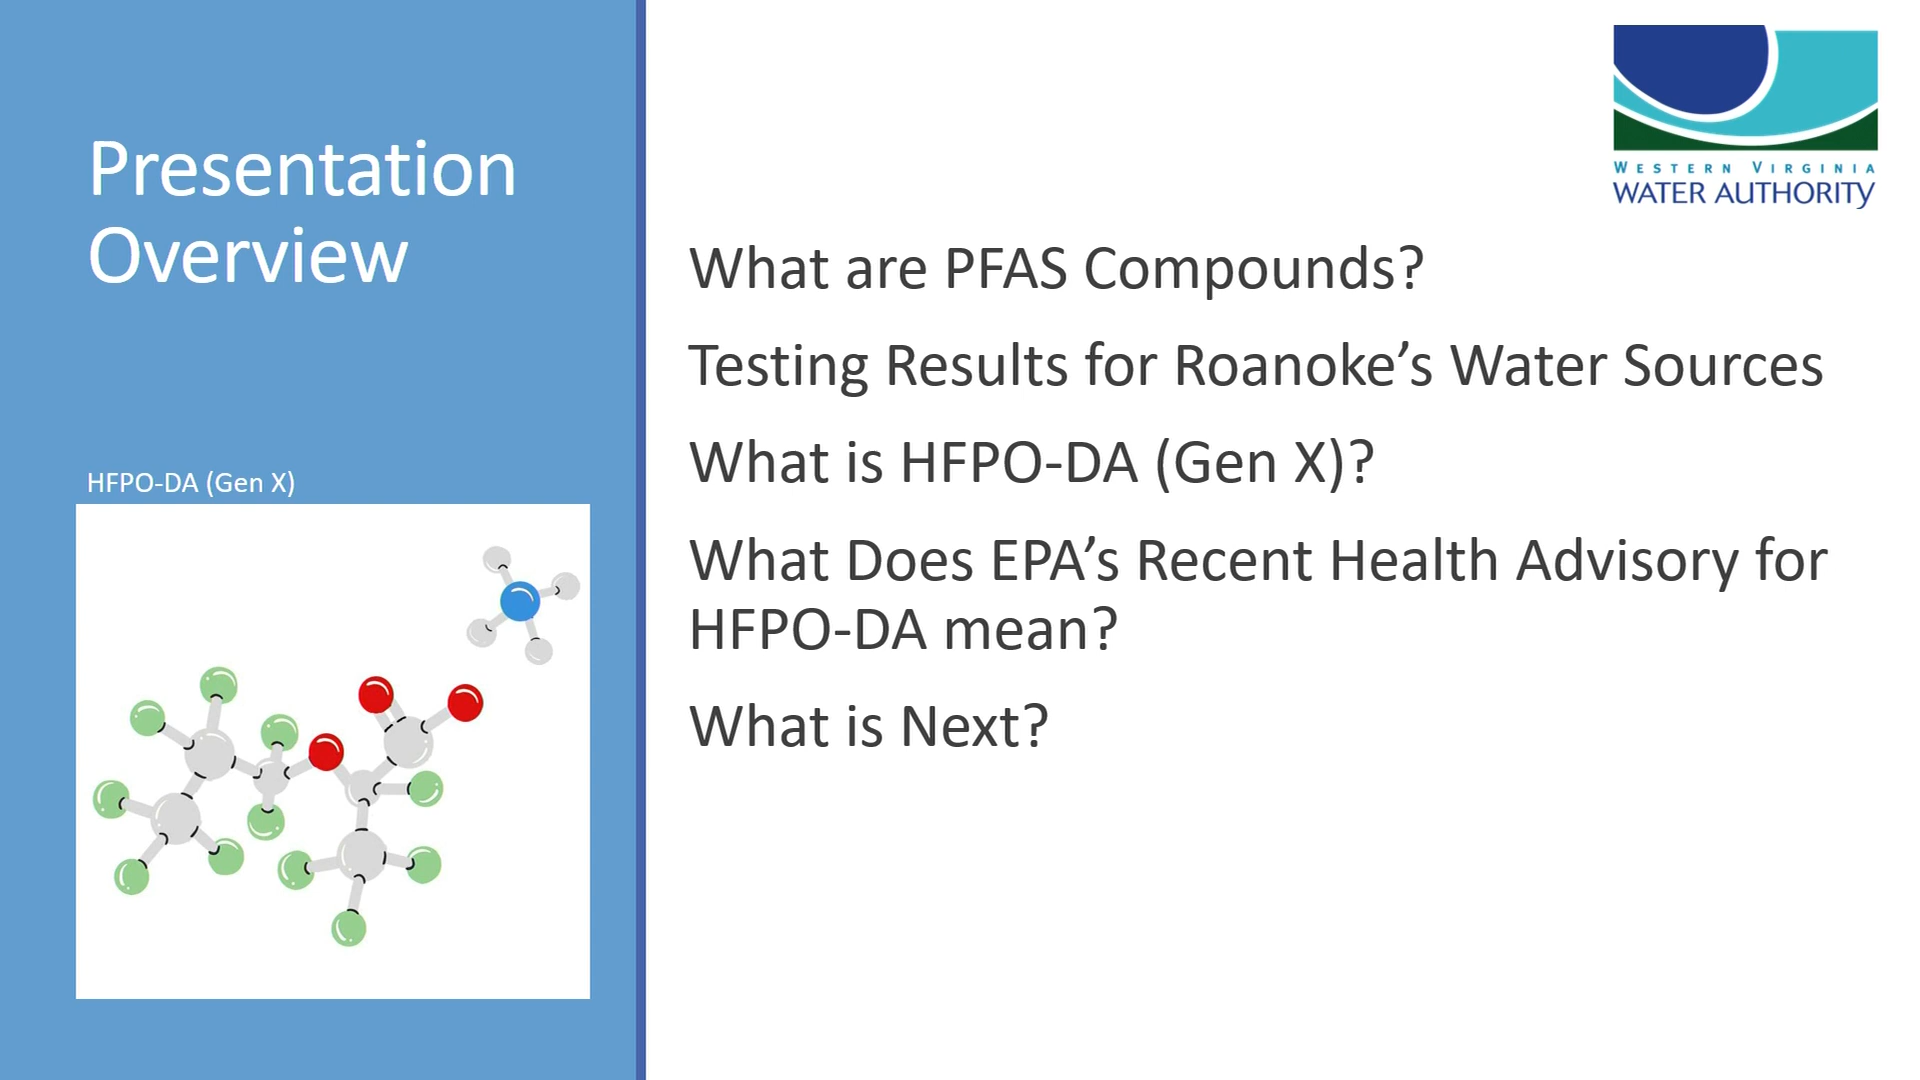 Presentation
Overview
HFPO-DA (Gen X)
WESTERN VIRGINIA
WATER AUTHORITY
What are PFAS Compounds?
Testing Results for Roanoke’s Water Sources
What is HFPO-DA (Gen X)?
What Does EPA’s Recent Health Advisory for
HFPO-DA mean?
What is Next?